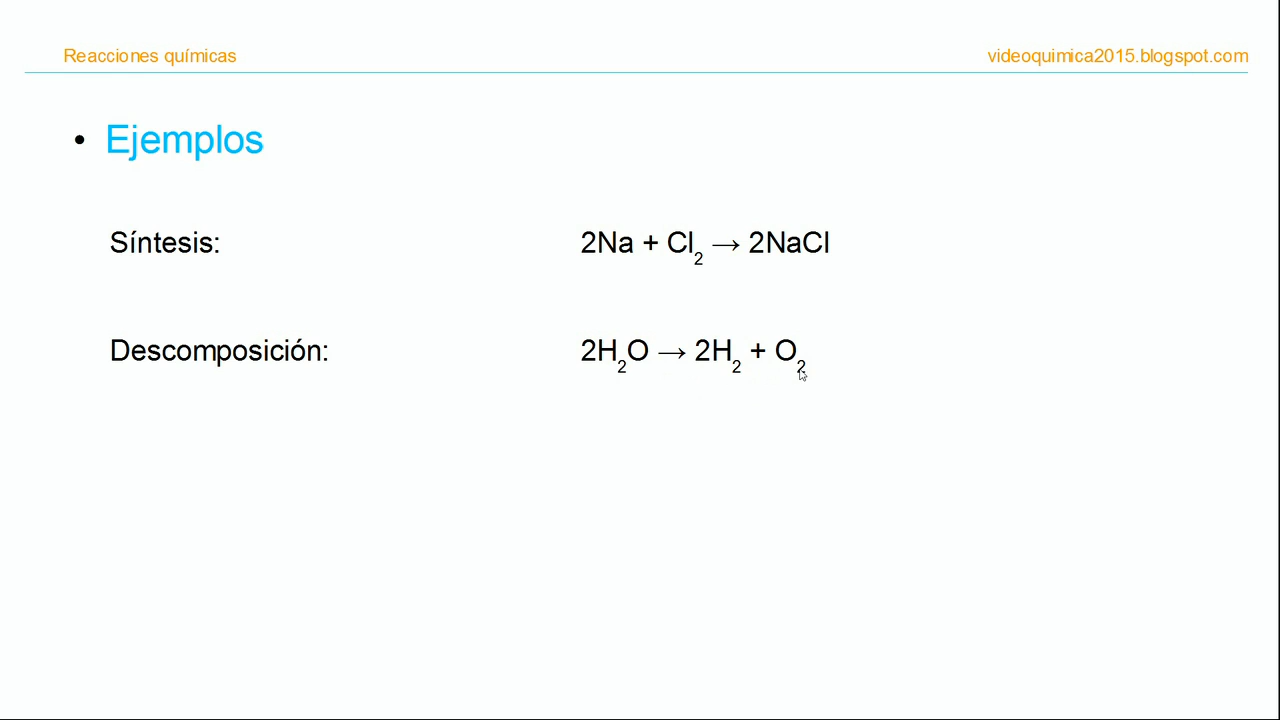 Reacciones químicas videoquimica2015.blogspot.com
• Ejemplos
Síntesis: 2Na + Cl₂ → 2NaCl
Descomposición: 2H₂O → 2H₂ + O₂